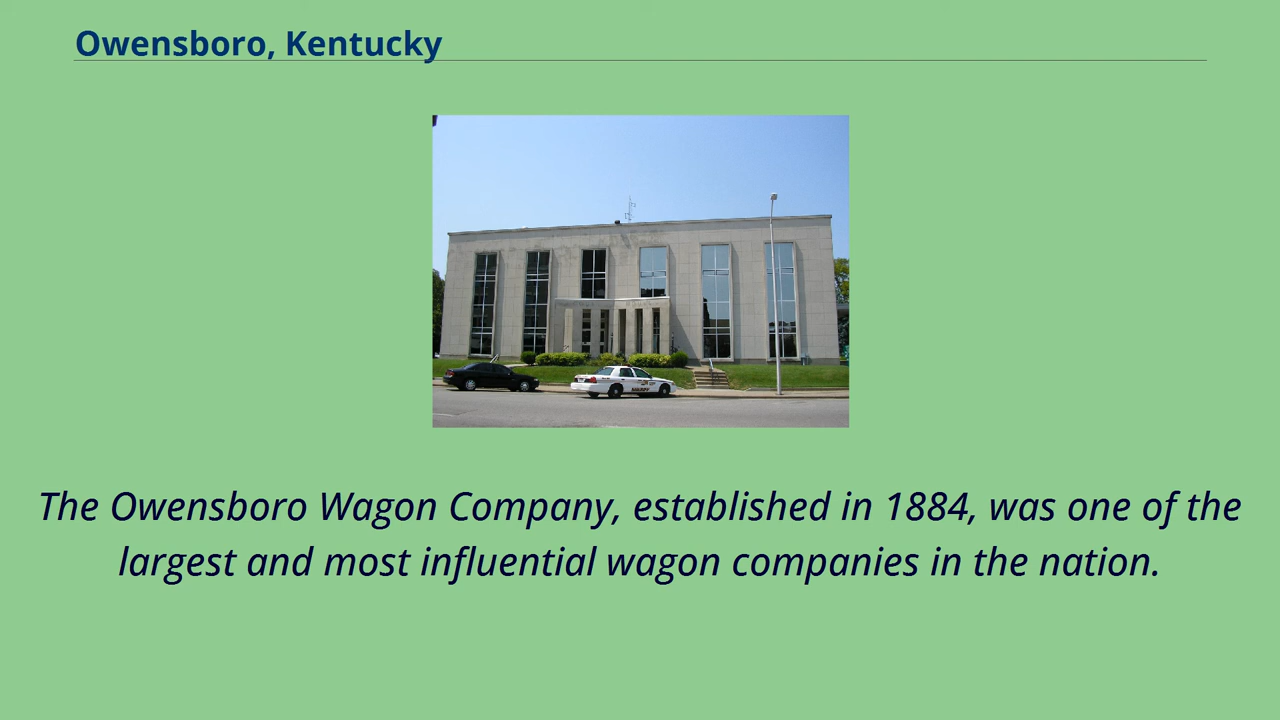 Owensboro, Kentucky
The Owensboro Wagon Company, established in 1884, was one of the
largest and most influential wagon companies in the nation.